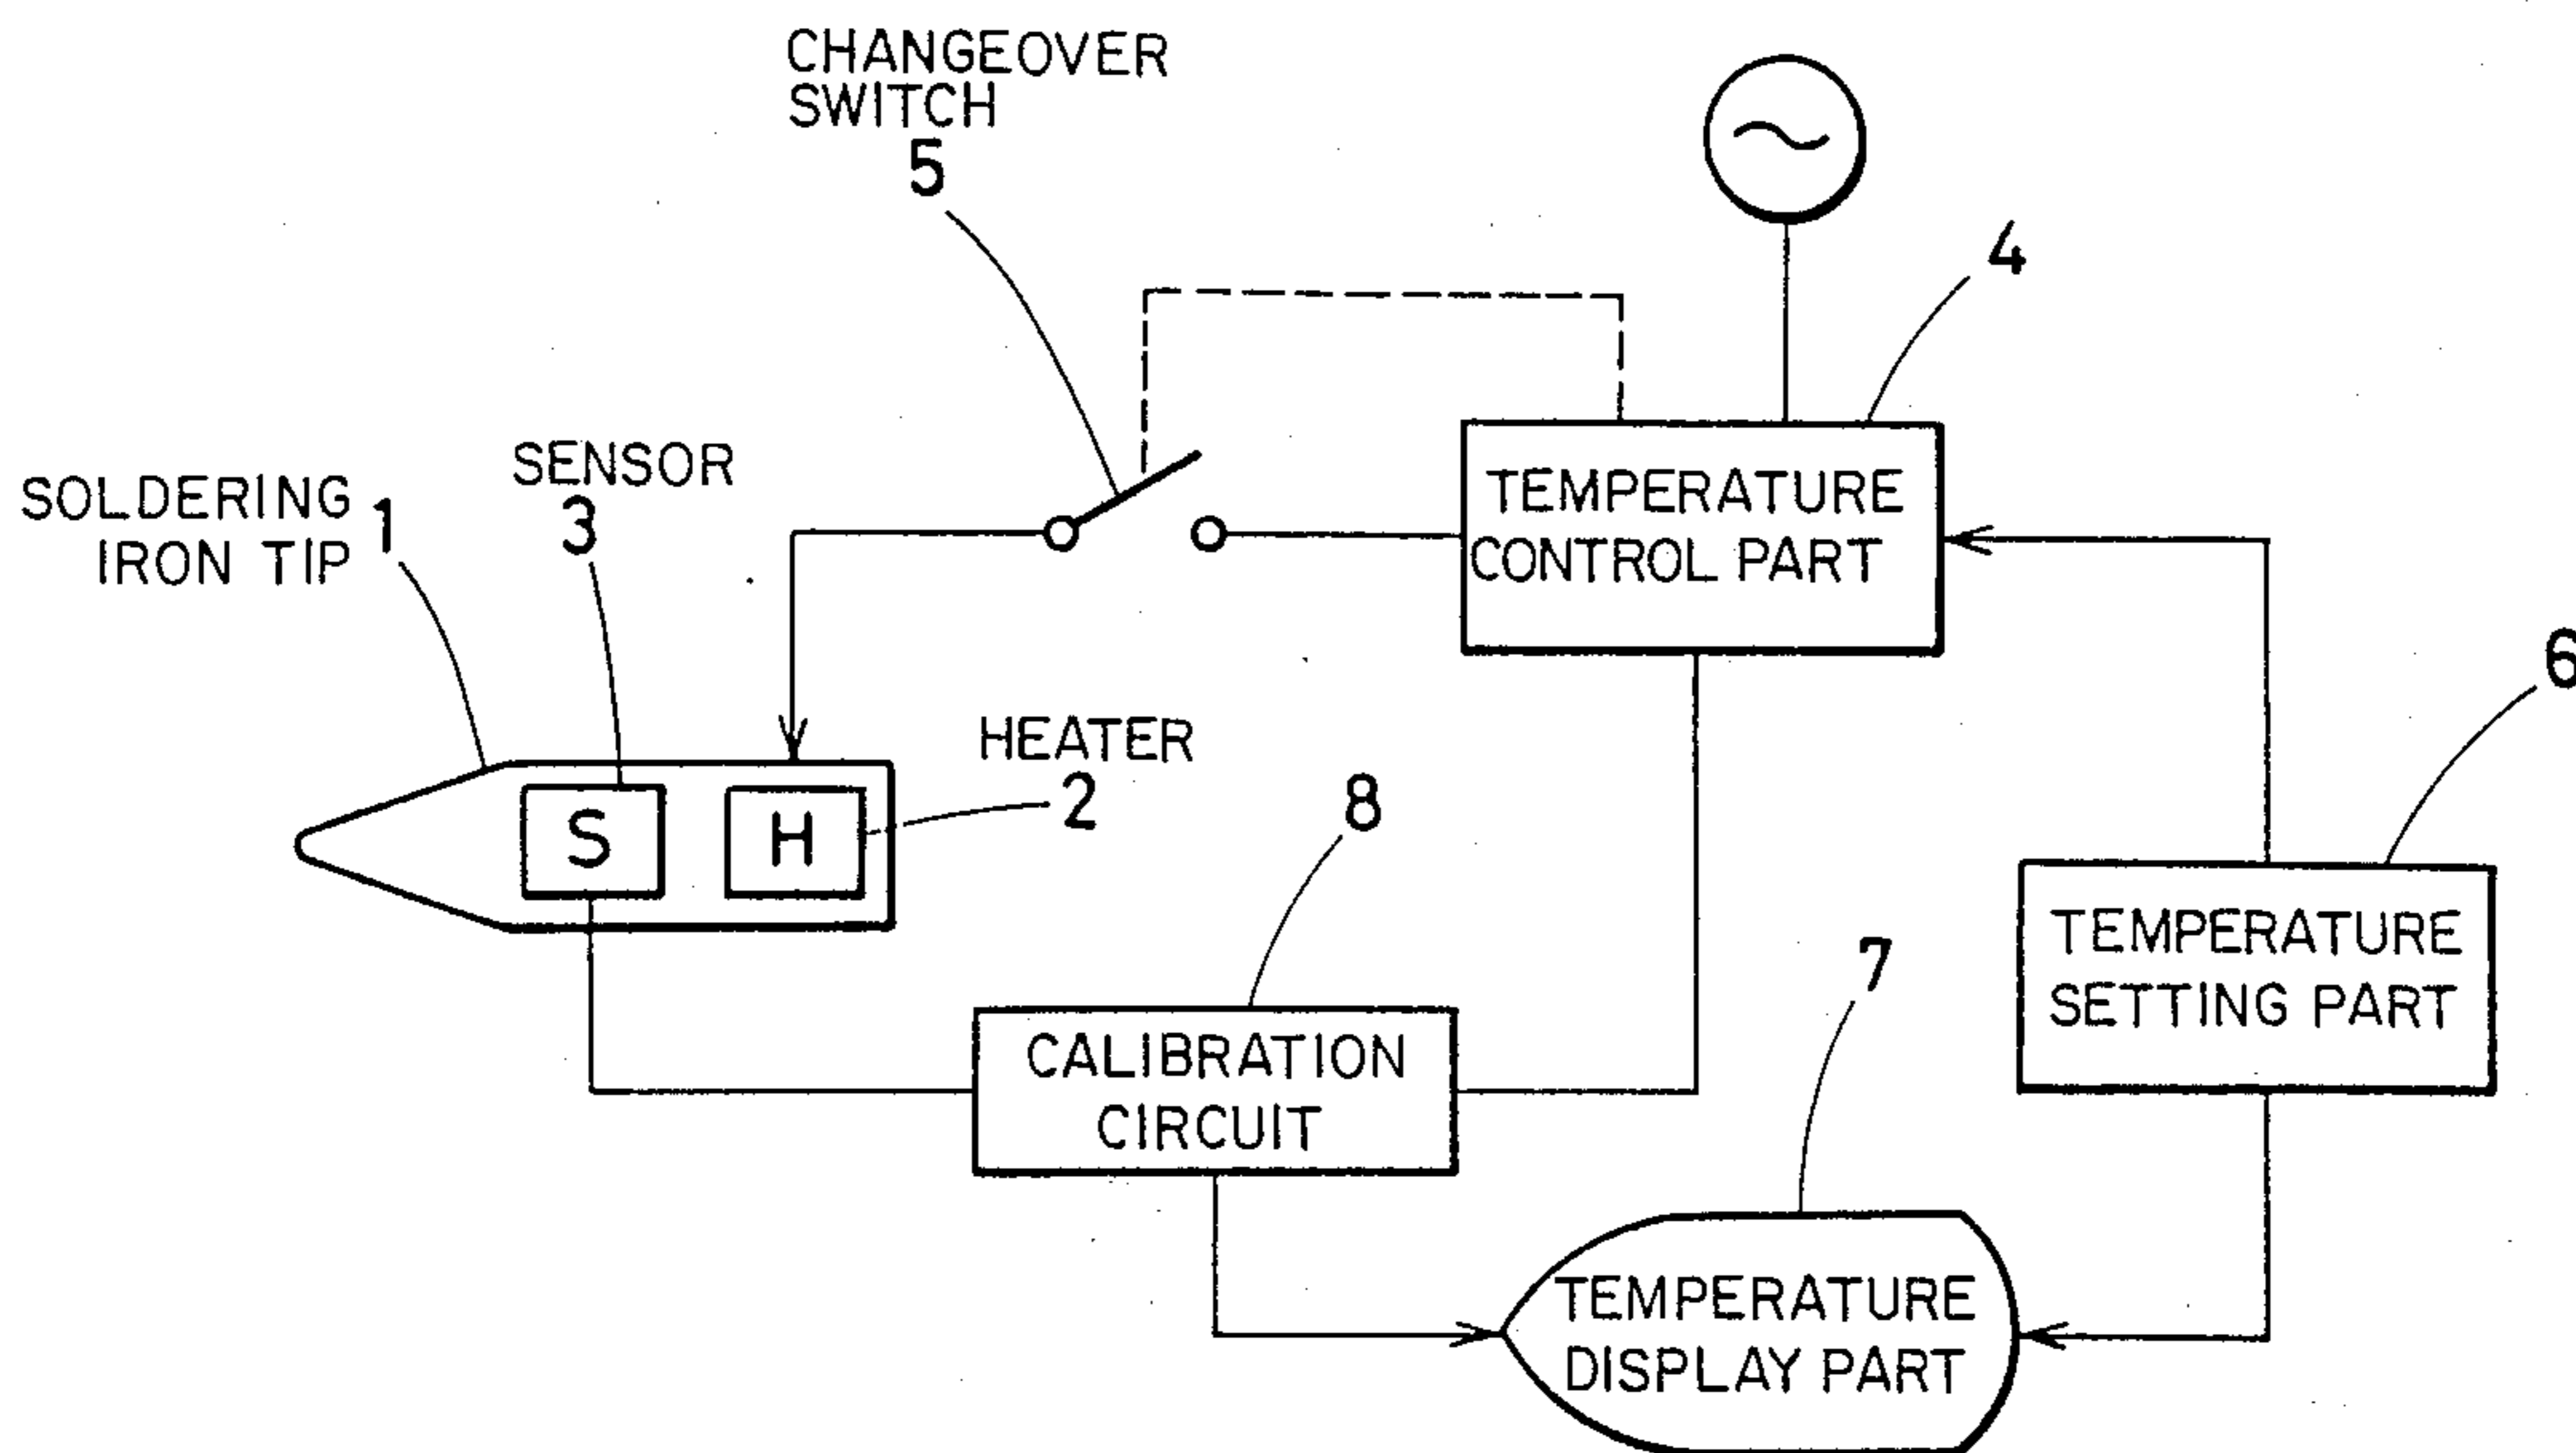 CHANGEOVER
SWITCH
5
4
SENSOR
3
SOLDERING
IRON TIP
1
TEMPERATURE
CONTROL PART
6
HEATER
2
S
H
8
TEMPERATURE
SETTING PART
7
CALIBRATION
CIRCUIT
TEMPERATURE
DISPLAY PART